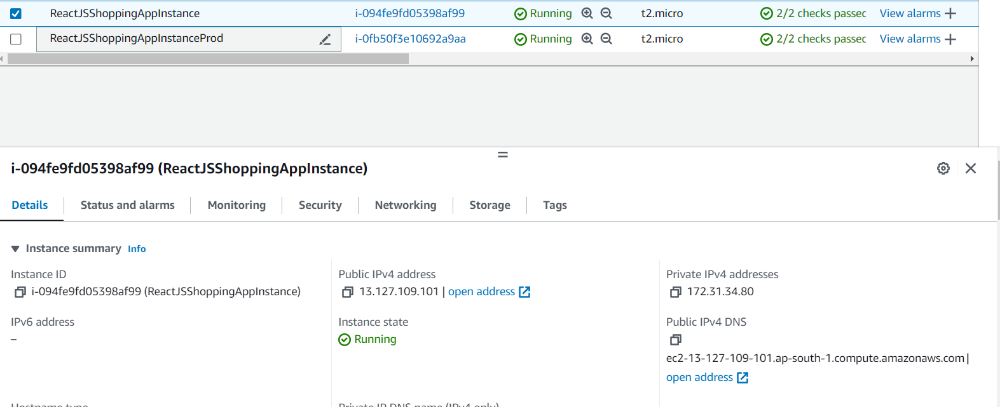 ReactJSShoppingAppInstance i-094fe9fd05398af99 Running t2.micro 2/2 checks passed View alarms
ReactJSShoppingAppInstanceProd i-0fb50f3e10692a9aa Running t2.micro 2/2 checks passed View alarms
i-094fe9fd05398af99 (ReactJSShoppingAppInstance)
Details Status and alarms Monitoring Security Networking Storage Tags
Instance summary Info
Instance ID Public IPv4 address Private IPv4 addresses
i-094fe9fd05398af99 (ReactJSShoppingAppInstance) 13.127.109.101 | open address 172.31.34.80
IPv6 address Instance state Public IPv4 DNS
– Running
ec2-13-127-109-101.ap-south-1.compute.amazonaws.com |
open address
Hostname type Private IP DNS name (IPv4 only)